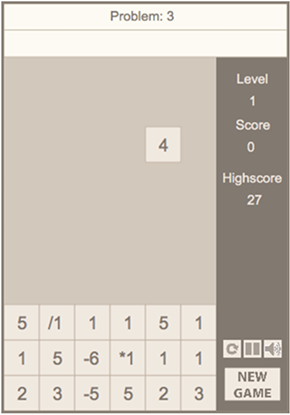 Problem: 3
4
Level
1
Score
0
Highscore
27
5 /1 1 1 5 1
1 5 -6 *1 1 1
2 3 -5 5 2 3
NEW
GAME